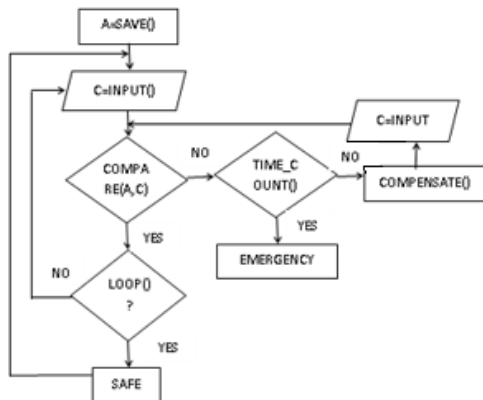 A=SAVE()
C=INPUT()
C=INPUT
COMPA
RE(A,C)
NO
TIME_C
OUNT()
NO
COMPENSATE()
YES
YES
EMERGENCY
NO
LOOP()
?
YES
SAFE